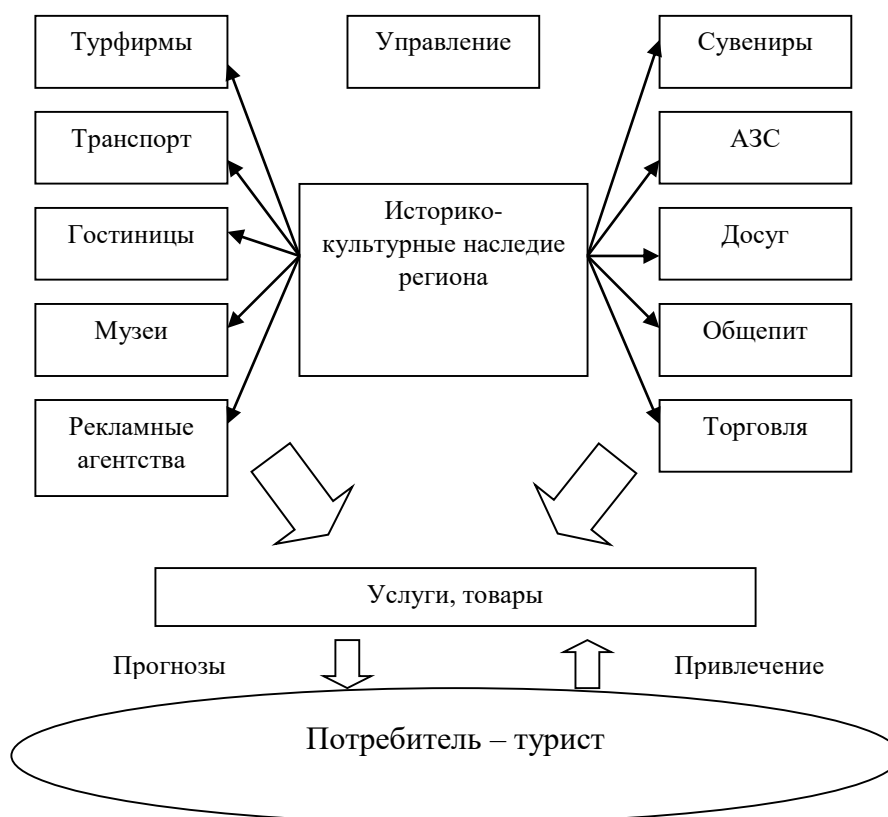 Турфирмы
Управление
Сувениры
Транспорт
АЗС
Историко-
культурные наследие
региона
Гостиницы
Досуг
Музеи
Общепит
Рекламные
агентства
Торговля
Услуги, товары
Прогнозы
Привлечение
Потребитель – турист